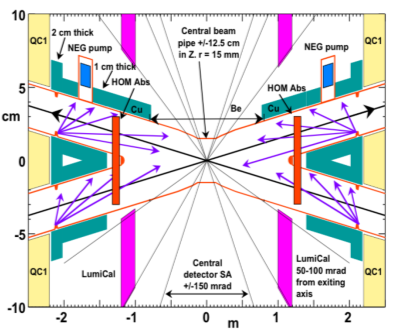 10
5
cm
0
-5
-10
QC1
2 cm thick
NEG pump
1 cm thick
HOM Abs
Cu
Central beam
pipe +/-12.5 cm
in Z. r = 15 mm
Be
NEG pump
QC1
HOM Abs
Cu
QC1
LumiCal
Central
detector SA
+/-150 mrad
LumiCal
50-100 mrad
from exiting
axis
QC1
-2
-1
0
m
1
2